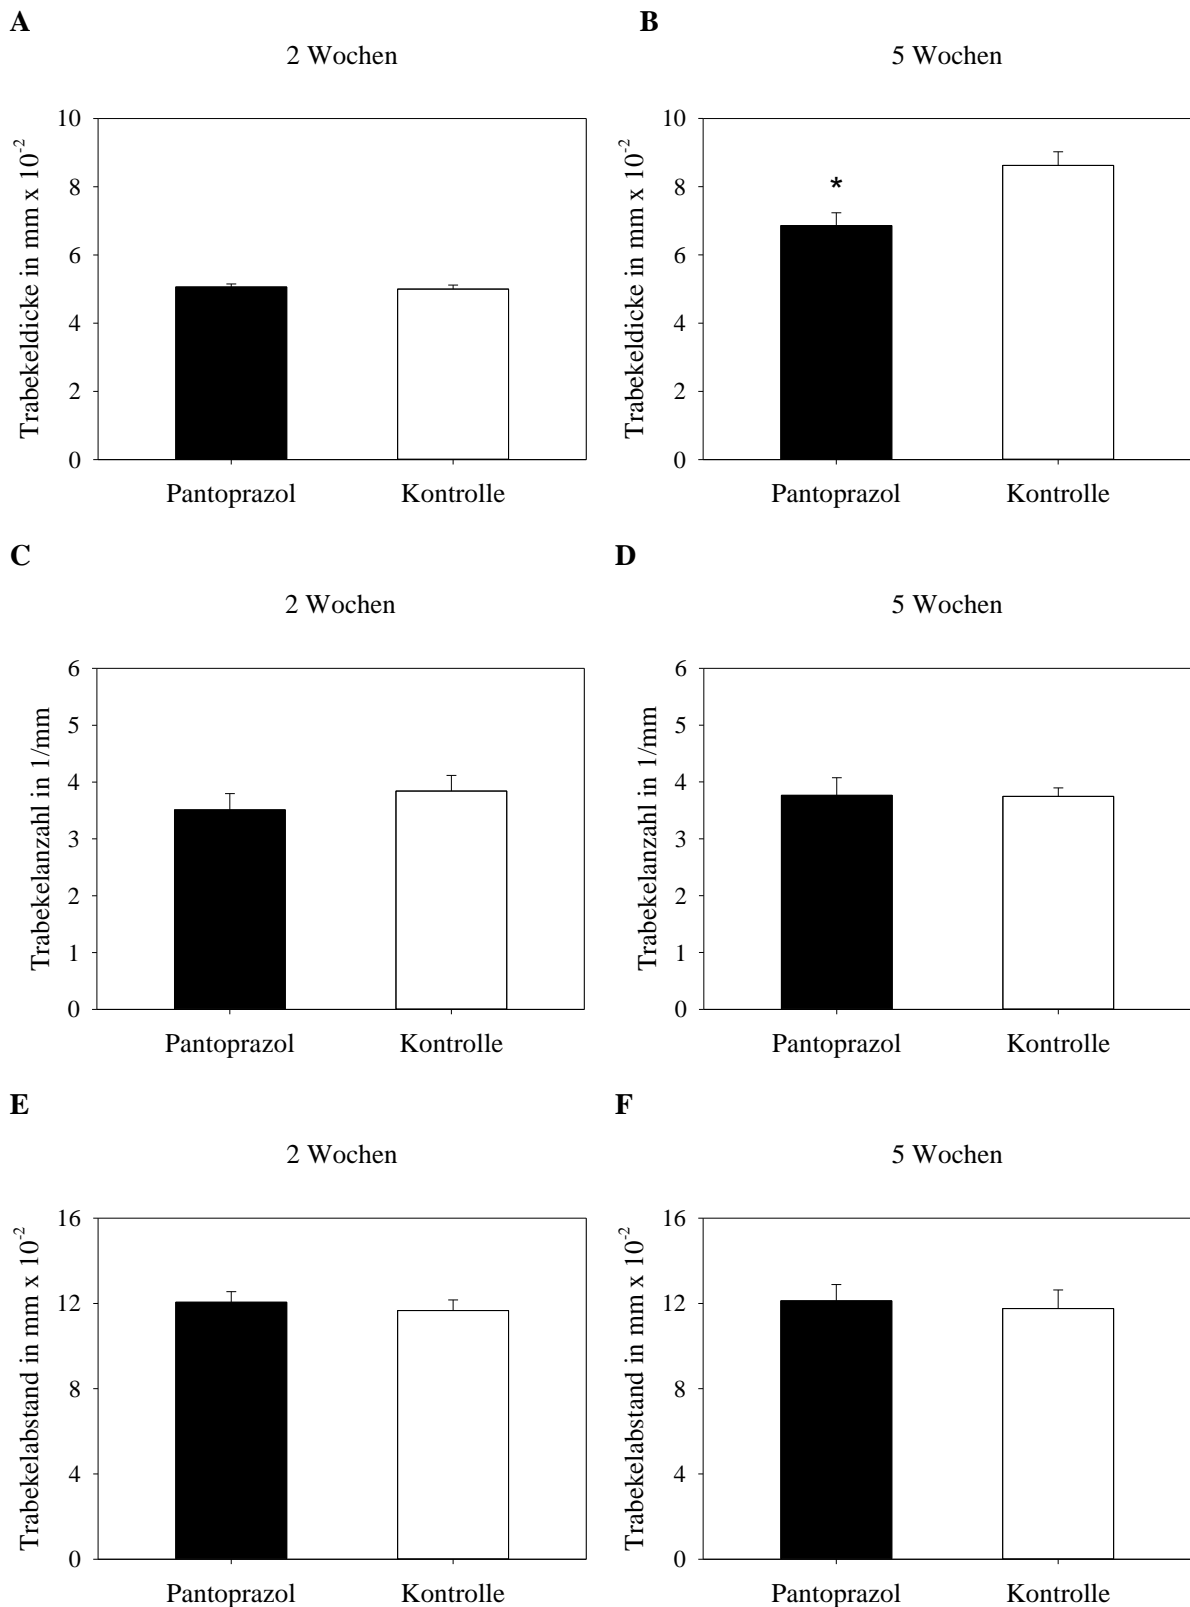 A
2 Wochen
Trabekeldicke in mm x 10⁻²
10
8
6
4
2
0
Pantoprazol Kontrolle
B
5 Wochen
Trabekeldicke in mm x 10⁻²
10
8
6
4
2
0
*
Pantoprazol Kontrolle
C
2 Wochen
Trabekelanzahl in 1/mm
6
5
4
3
2
1
0
Pantoprazol Kontrolle
D
5 Wochen
Trabekelanzahl in 1/mm
6
5
4
3
2
1
0
Pantoprazol Kontrolle
E
2 Wochen
Trabekelabstand in mm x 10⁻²
16
12
8
4
0
Pantoprazol Kontrolle
F
5 Wochen
Trabekelabstand in mm x 10⁻²
16
12
8
4
0
Pantoprazol Kontrolle